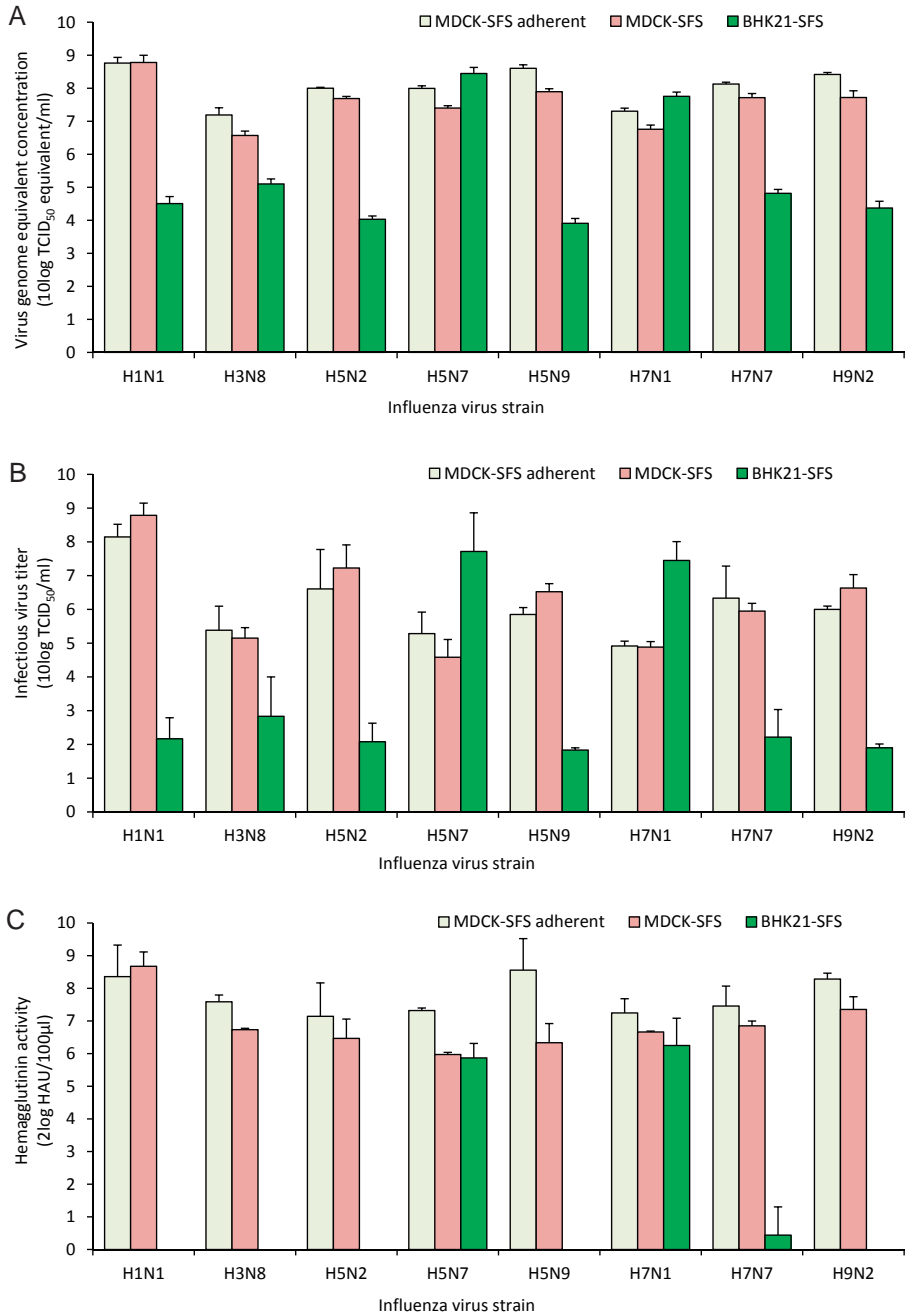 A
MDCK-SFS adherent MDCK-SFS BHK21-SFS
Virus genome equivalent concentration
(10log TCID50 equivalent/ml)
10
9
8
7
6
5
4
3
2
1
0
H1N1 H3N8 H5N2 H5N7 H5N9 H7N1 H7N7 H9N2
Influenza virus strain
B
MDCK-SFS adherent MDCK-SFS BHK21-SFS
Infectious virus titer
(10log TCID50/ml)
10
9
8
7
6
5
4
3
2
1
0
H1N1 H3N8 H5N2 H5N7 H5N9 H7N1 H7N7 H9N2
Influenza virus strain
C
MDCK-SFS adherent MDCK-SFS BHK21-SFS
Hemagglutinin activity
(2log HAU/100μl)
10
9
8
7
6
5
4
3
2
1
0
H1N1 H3N8 H5N2 H5N7 H5N9 H7N1 H7N7 H9N2
Influenza virus strain